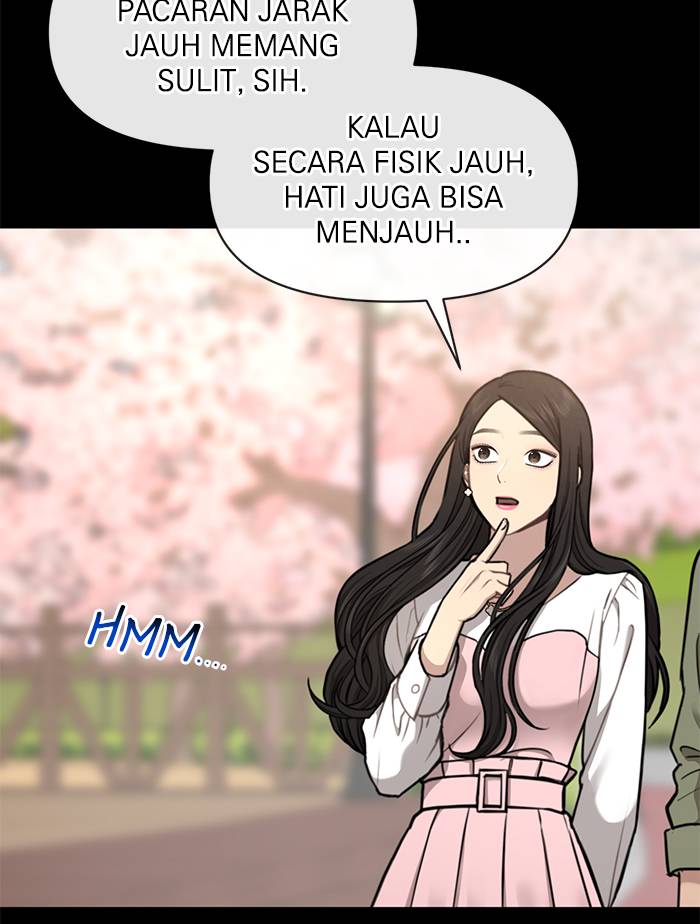 PACARAN JARAK
JAUH MEMANG
SULIT, SIH.
KALAU
SECARA FISIK JAUH,
HATI JUGA BISA
MENJAUH..
HMM.....